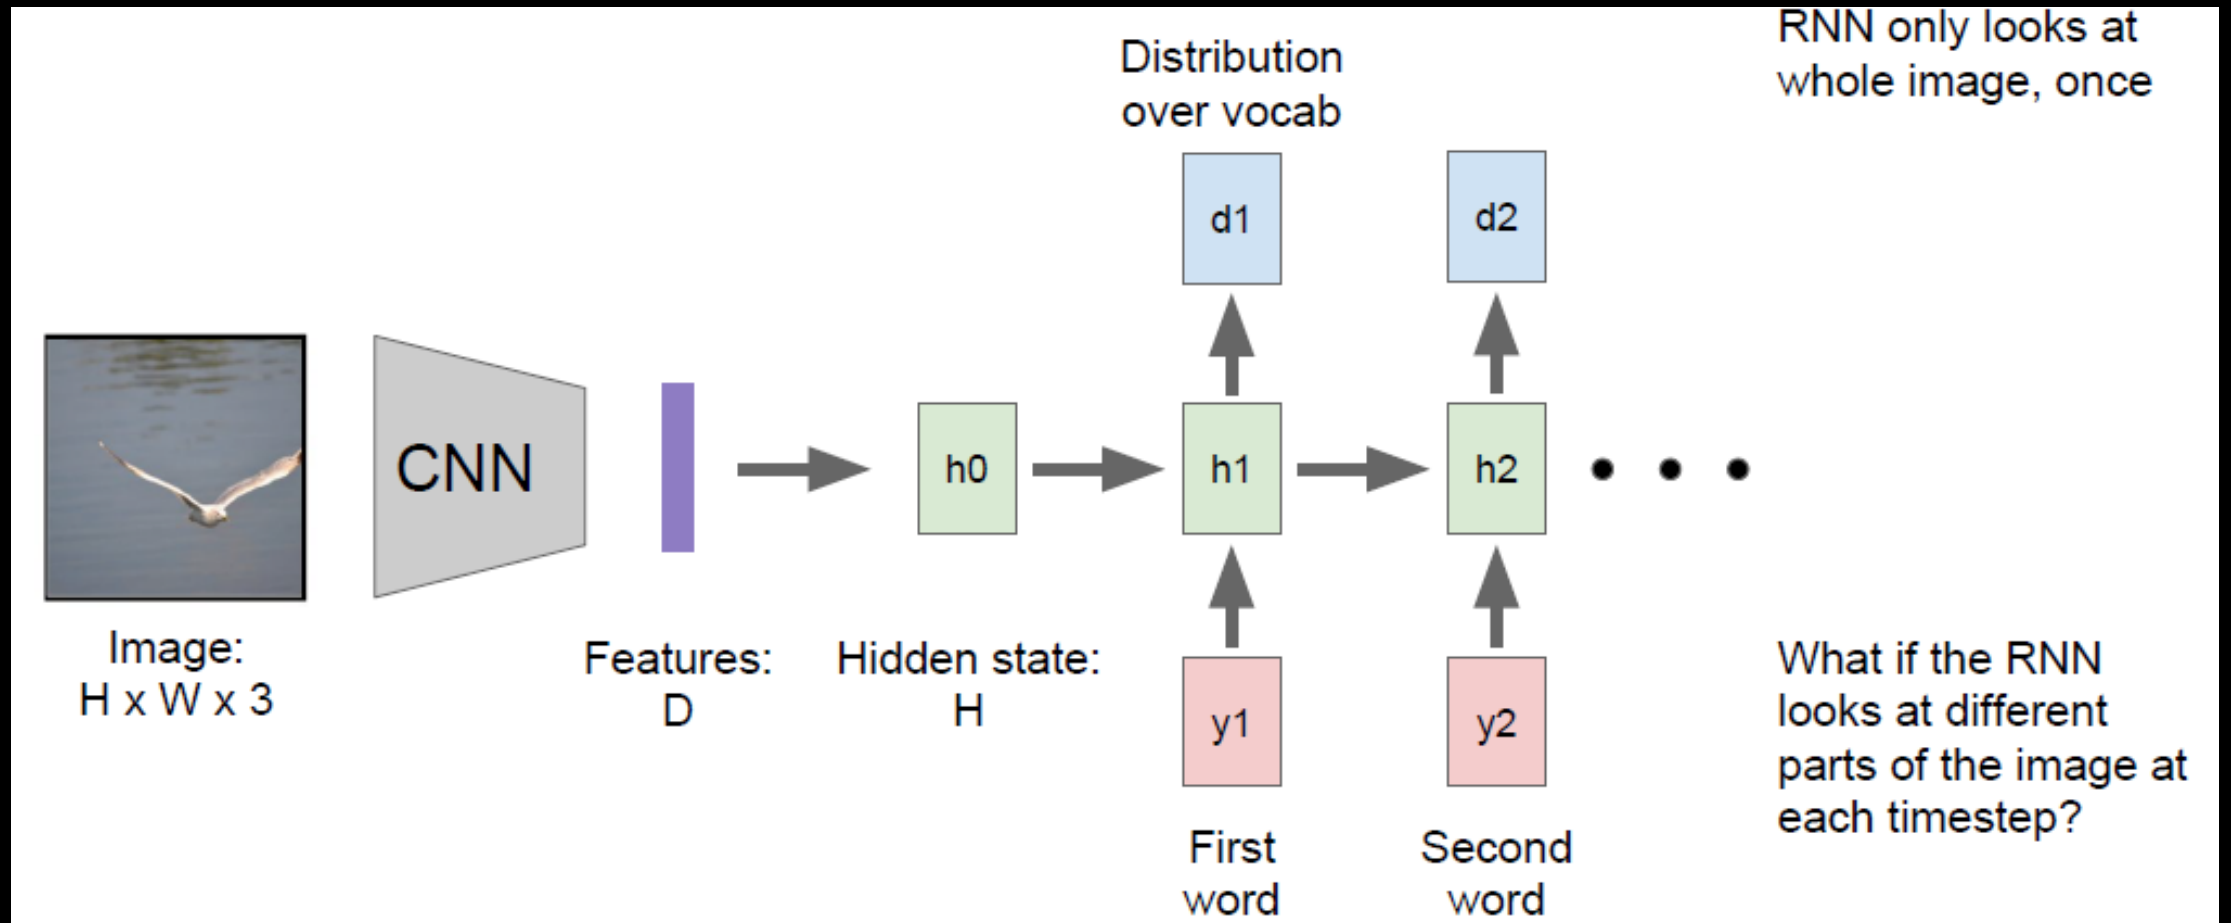 RNN only looks at
whole image, once
Distribution
over vocab
d1
d2
CNN
h0
h1
h2
Image:
H x W x 3
Features:
D
Hidden state:
H
y1
y2
What if the RNN
looks at different
parts of the image at
each timestep?
First
word
Second
word